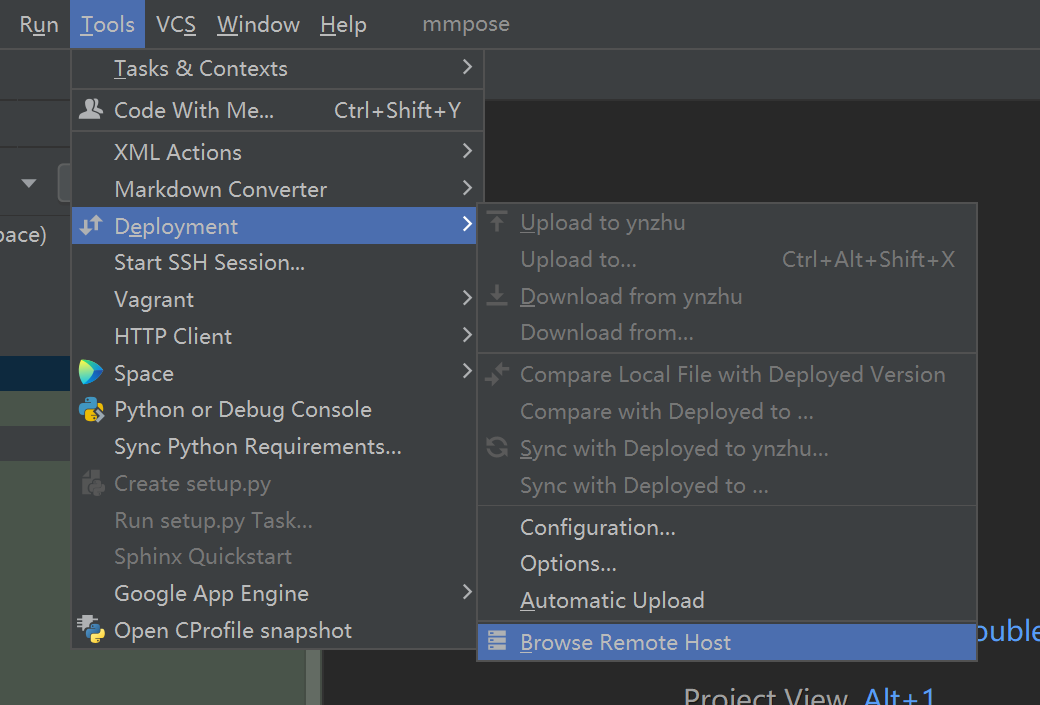 Run Tools VCS Window Help mmpose
Tasks & Contexts
Code With Me... Ctrl+Shift+Y
XML Actions
Markdown Converter
Deployment
Start SSH Session...
Vagrant
HTTP Client
Space
Python or Debug Console
Sync Python Requirements...
Create setup.py
Run setup.py Task...
Sphinx Quickstart
Google App Engine
Open CProfile snapshot
Upload to ynzhu
Upload to... Ctrl+Alt+Shift+X
Download from ynzhu
Download from...
Compare Local File with Deployed Version
Compare with Deployed to ...
Sync with Deployed to ynzhu...
Sync with Deployed to ...
Configuration...
Options...
Automatic Upload
Browse Remote Host
Project View Alt+1